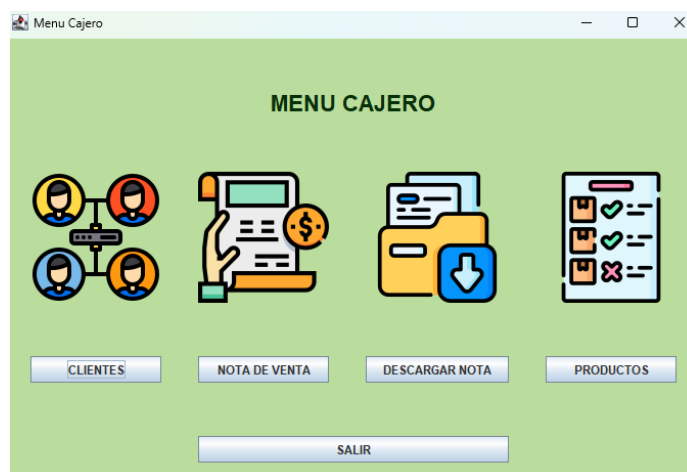 Menu Cajero
MENU CAJERO
CLIENTES
NOTA DE VENTA
DESCARGAR NOTA
PRODUCTOS
SALIR